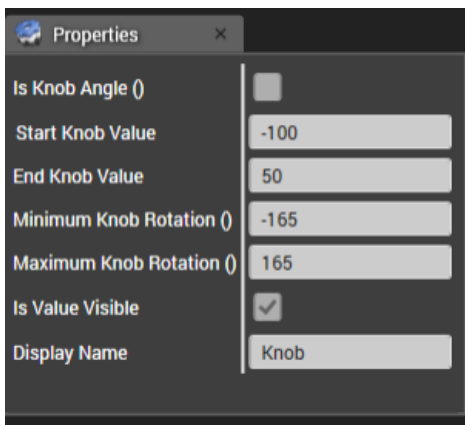 Properties ×
Is Knob Angle ()
Start Knob Value -100
End Knob Value 50
Minimum Knob Rotation () -165
Maximum Knob Rotation () 165
Is Value Visible
Display Name Knob